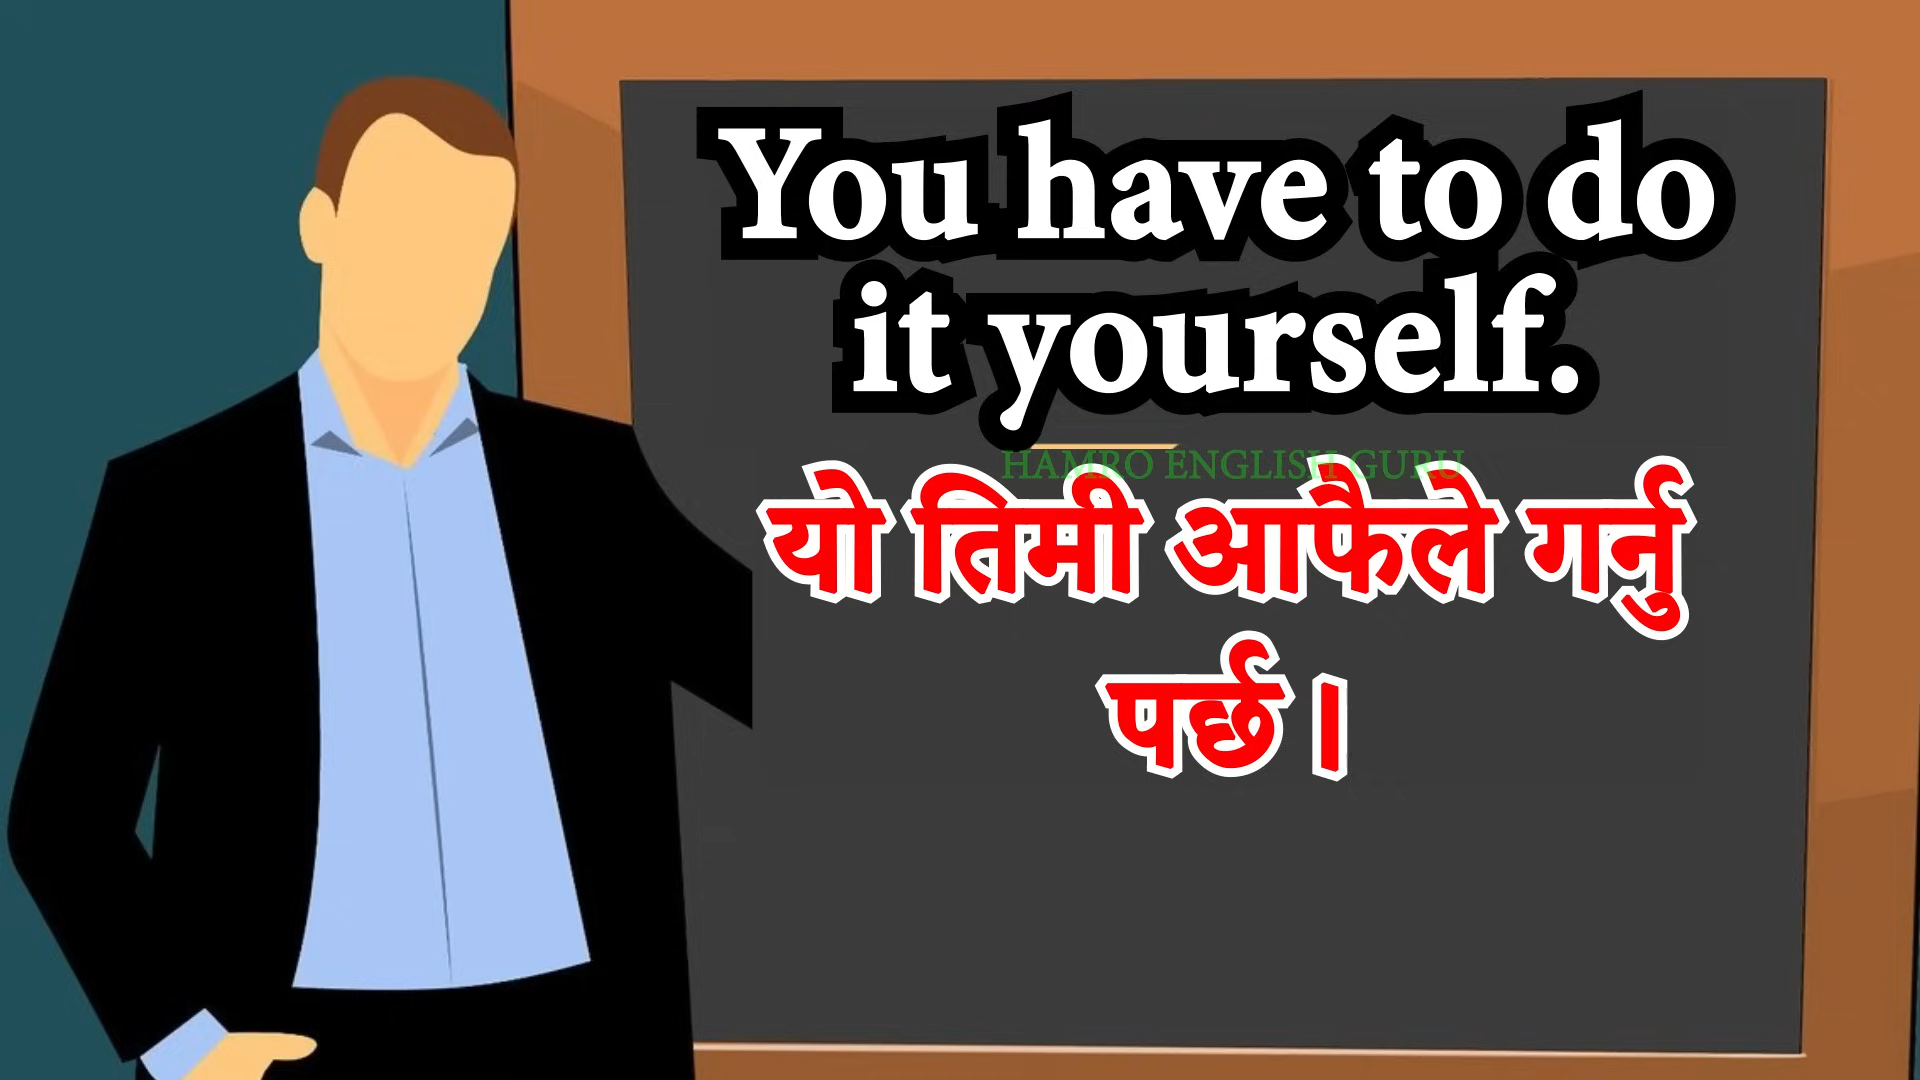 You have to do
it yourself.
HAMRO ENGLISH GURU
यो तिमी आफैले गर्नु
पर्छ ।